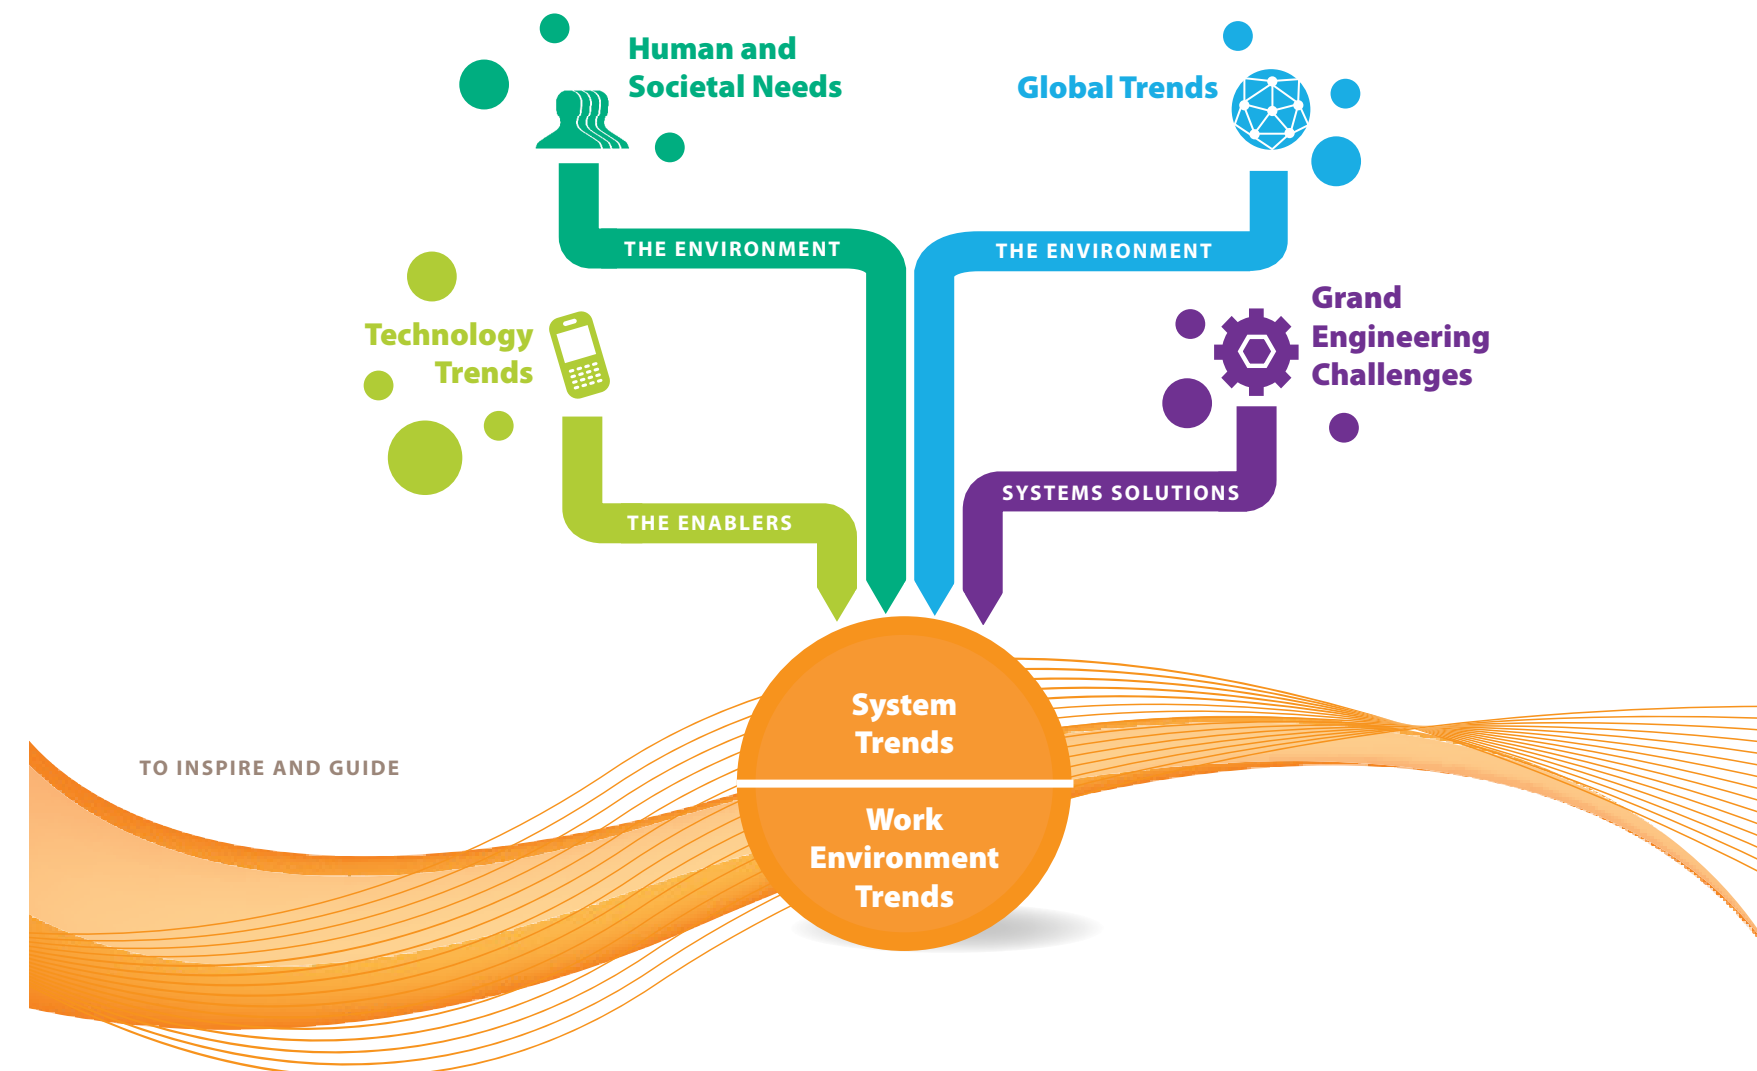 Human and
Societal Needs
Global Trends
THE ENVIRONMENT
THE ENVIRONMENT
Technology
Trends
Grand
Engineering
Challenges
THE ENABLERS
SYSTEMS SOLUTIONS
System
Trends
TO INSPIRE AND GUIDE
Work
Environment
Trends